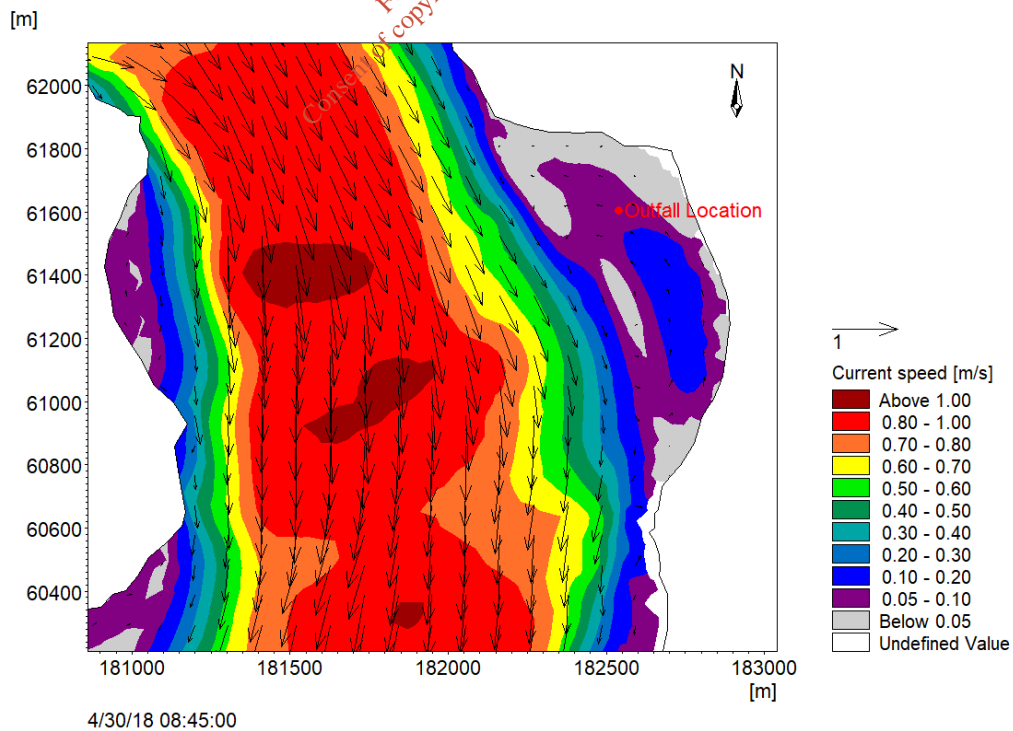 [m]
Consent of copy
N
62000
61800
61600
61400
61200
61000
60800
60600
60400
Outfall Location
1
Current speed [m/s]
Above 1.00
0.80 - 1.00
0.70 - 0.80
0.60 - 0.70
0.50 - 0.60
0.40 - 0.50
0.30 - 0.40
0.20 - 0.30
0.10 - 0.20
0.05 - 0.10
Below 0.05
Undefined Value
181000 181500 182000 182500 183000
[m]
4/30/18 08:45:00